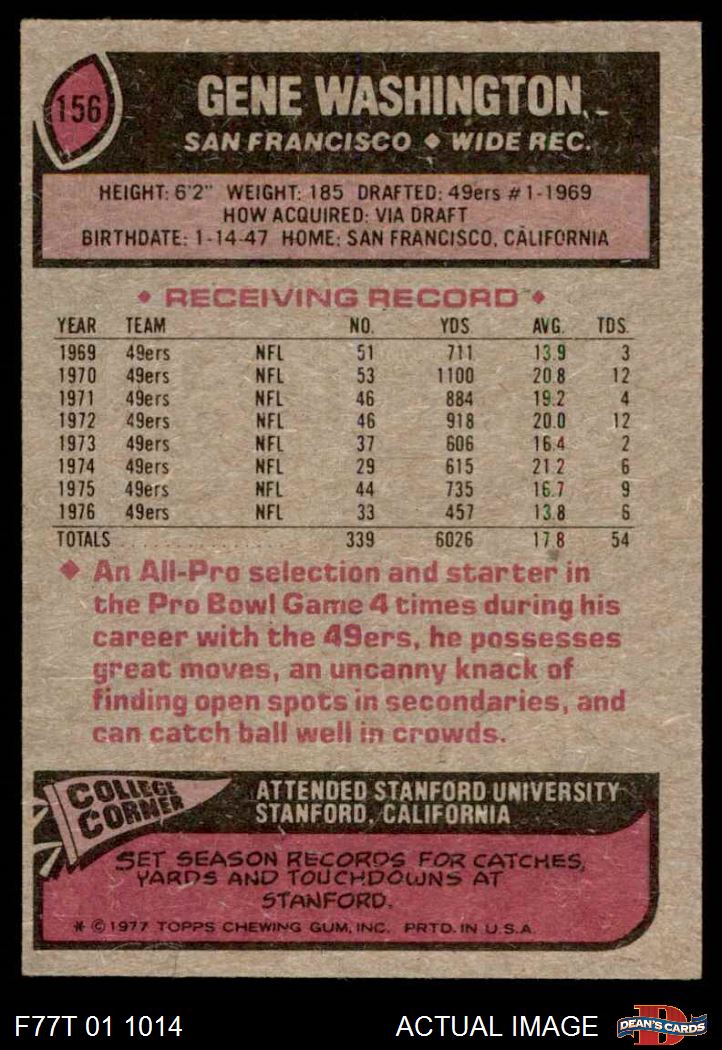 156
GENE WASHINGTON
SAN FRANCISCO ◆ WIDE REC.
HEIGHT: 6'2" WEIGHT: 185 DRAFTED: 49ers #1-1969
HOW ACQUIRED: VIA DRAFT
BIRTHDATE: 1-14-47 HOME: SAN FRANCISCO, CALIFORNIA
◆ RECEIVING RECORD ◆
YEAR TEAM NO. YDS. AVG. TDS.
1969 49ers NFL 51 711 13.9 3
1970 49ers NFL 53 1100 20.8 12
1971 49ers NFL 46 884 19.2 4
1972 49ers NFL 46 918 20.0 12
1973 49ers NFL 37 606 16.4 2
1974 49ers NFL 29 615 21.2 6
1975 49ers NFL 44 735 16.7 9
1976 49ers NFL 33 457 13.8 6
TOTALS .................. 339 6026 17.8 54
◆ An All-Pro selection and starter in
the Pro Bowl Game 4 times during his
career with the 49ers, he possesses
great moves, an uncanny knack of
finding open spots in secondaries, and
can catch ball well in crowds.
COLLEGE
CORNER
ATTENDED STANFORD UNIVERSITY
STANFORD, CALIFORNIA
SET SEASON RECORDS FOR CATCHES,
YARDS AND TOUCHDOWNS AT
STANFORD.
* © 1977 TOPPS CHEWING GUM, INC. PRTD. IN U.S.A.
F77T 01 1014 ACTUAL IMAGE
D
DEAN'S CARDS